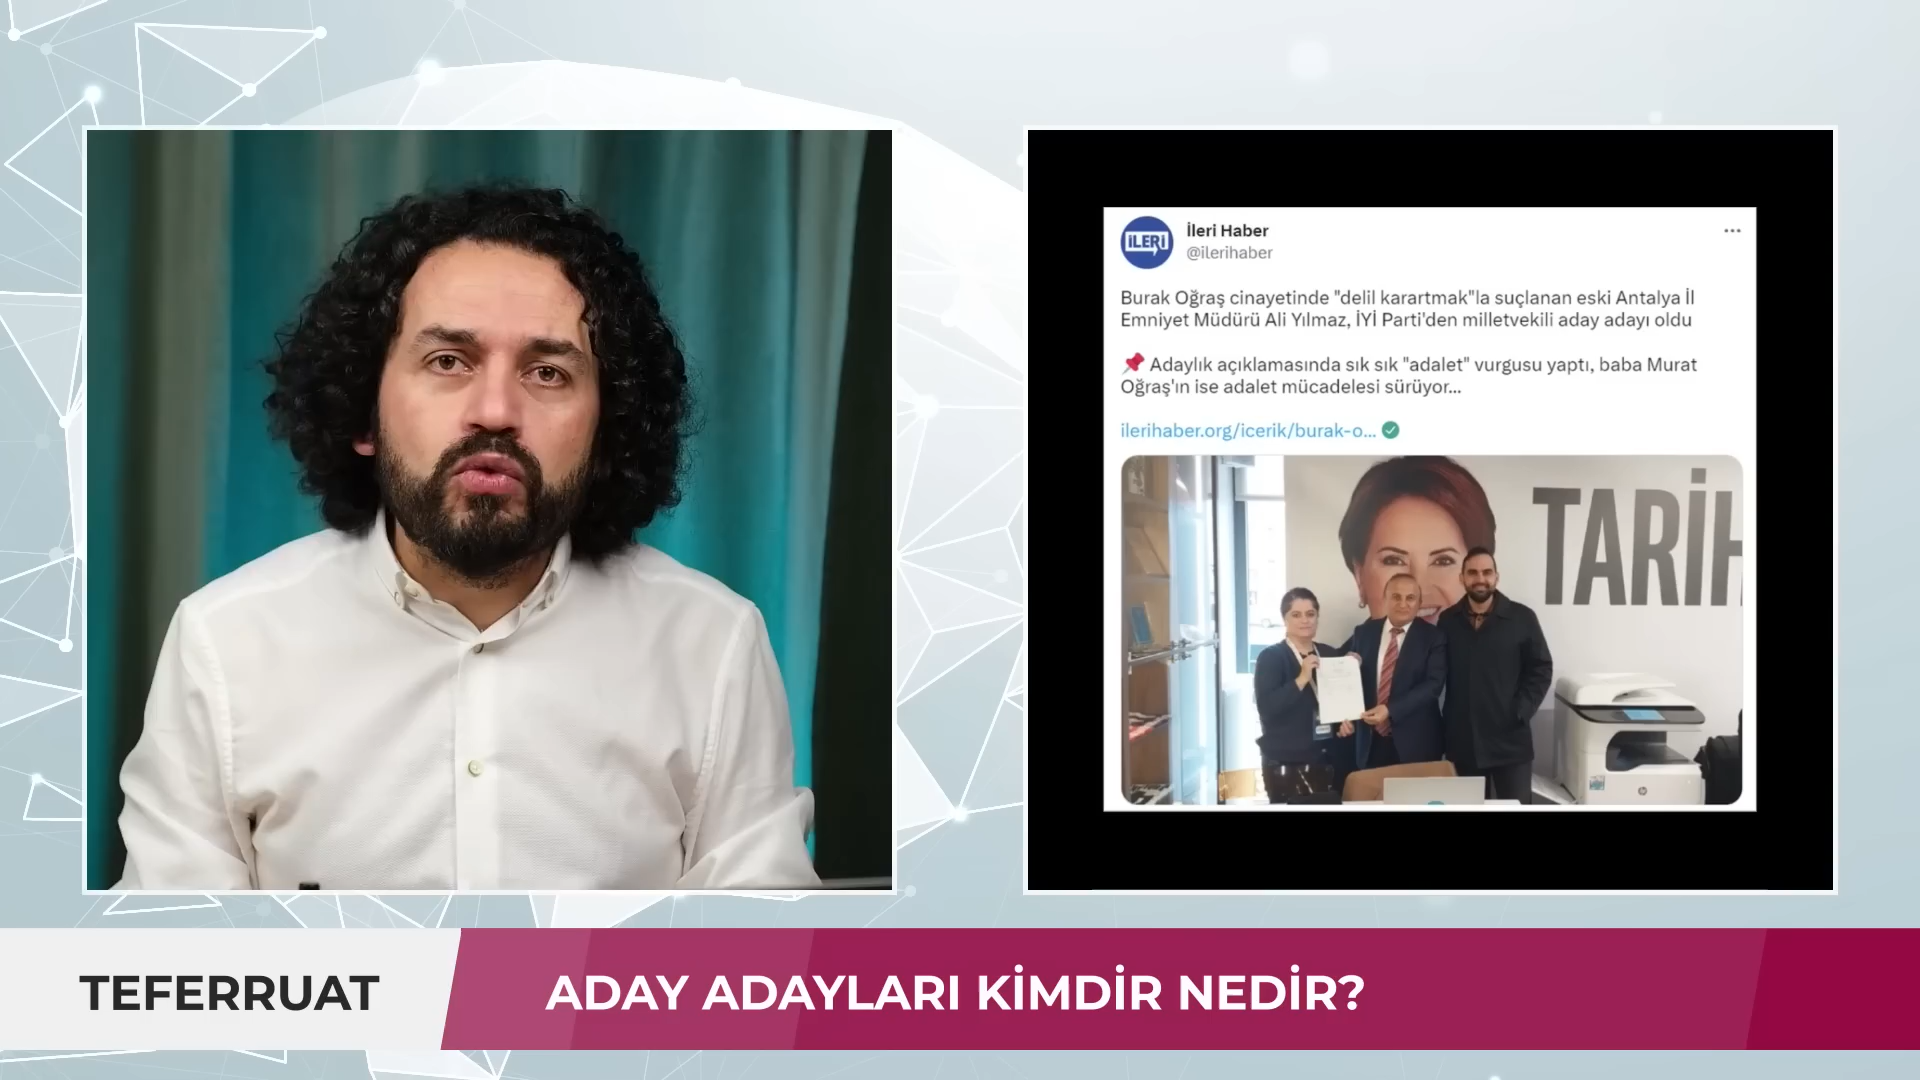 İLERİ
İleri Haber
@ilerihaber
Burak Oğraş cinayetinde "delil karartmak"la suçlanan eski Antalya İl
Emniyet Müdürü Ali Yılmaz, İYİ Parti'den milletvekili aday adayı oldu
📌 Adaylık açıklamasında sık sık "adalet" vurgusu yaptı, baba Murat
Oğraş'ın ise adalet mücadelesi sürüyor...
ilerihaber.org/icerik/burak-o...
TARİH
hp
TEFERRUAT
ADAY ADAYLARI KİMDİR NEDİR?